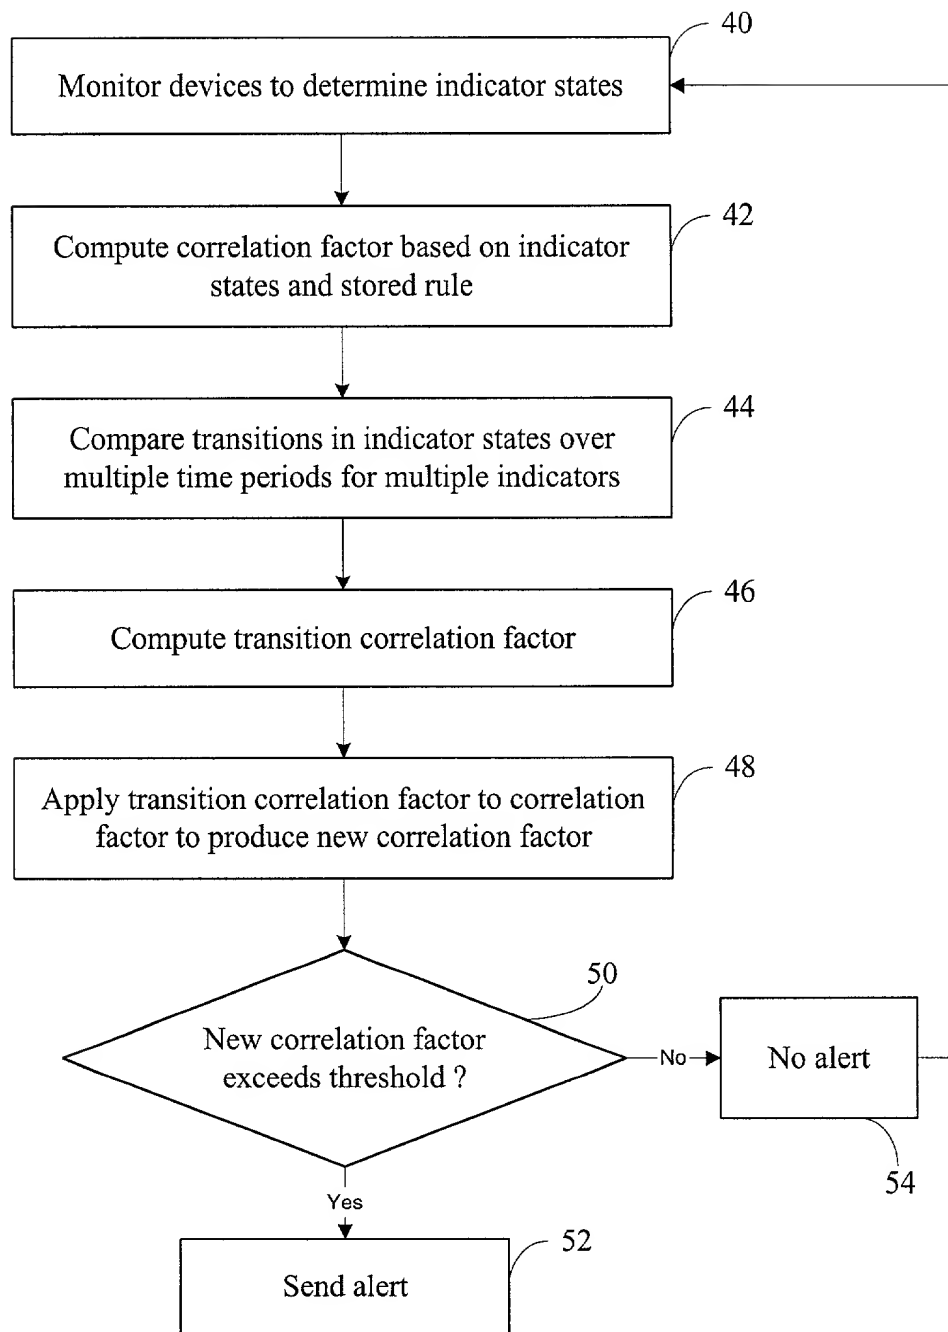 40
Monitor devices to determine indicator states
42
Compute correlation factor based on indicator
states and stored rule
44
Compare transitions in indicator states over
multiple time periods for multiple indicators
46
Compute transition correlation factor
48
Apply transition correlation factor to correlation
factor to produce new correlation factor
50
New correlation factor
exceeds threshold ?
No
No alert
54
Yes
52
Send alert